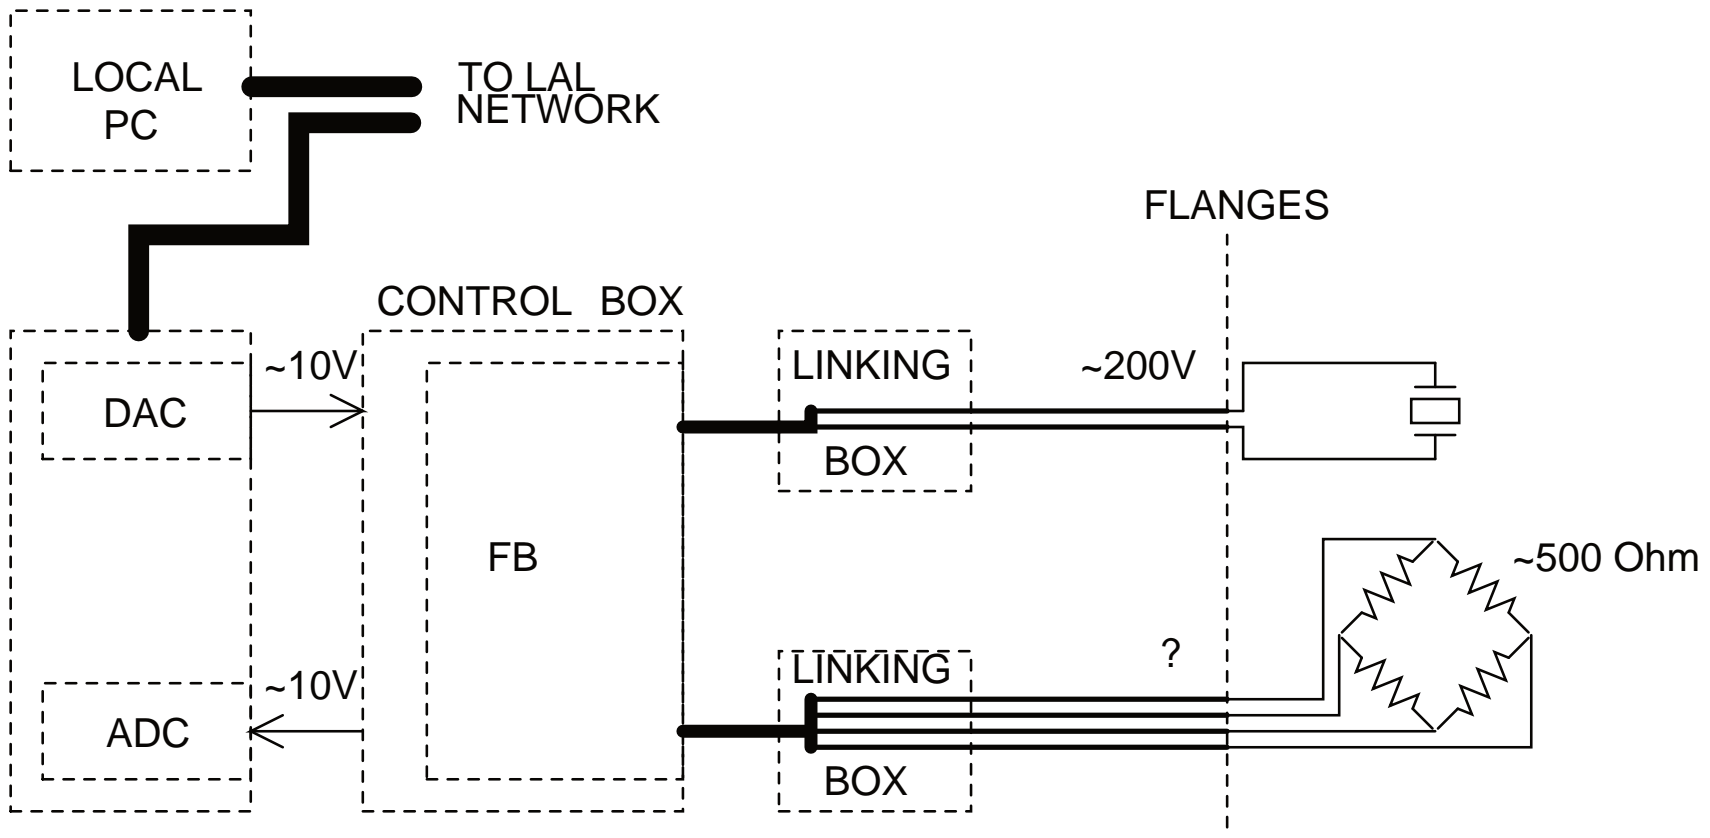 LOCAL
PC
TO LAL
NETWORK
FLANGES
CONTROL BOX
~10V
DAC
LINKING
BOX
~200V
FB
~500 Ohm
~10V
ADC
LINKING
BOX
?